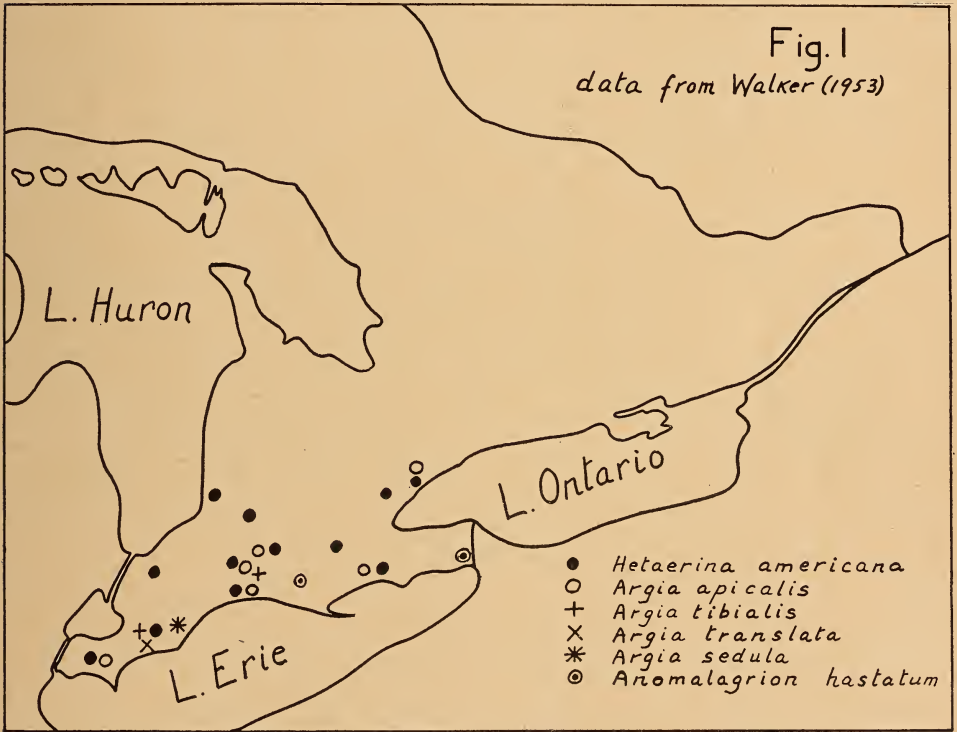 Fig. 1
data from Walker (1953)
L. Huron
L. Ontario
L. Erie
Hetaerina americana
Argia apicalis
Argia tibialis
Argia translata
Argia sedula
Anomalagrion hastatum